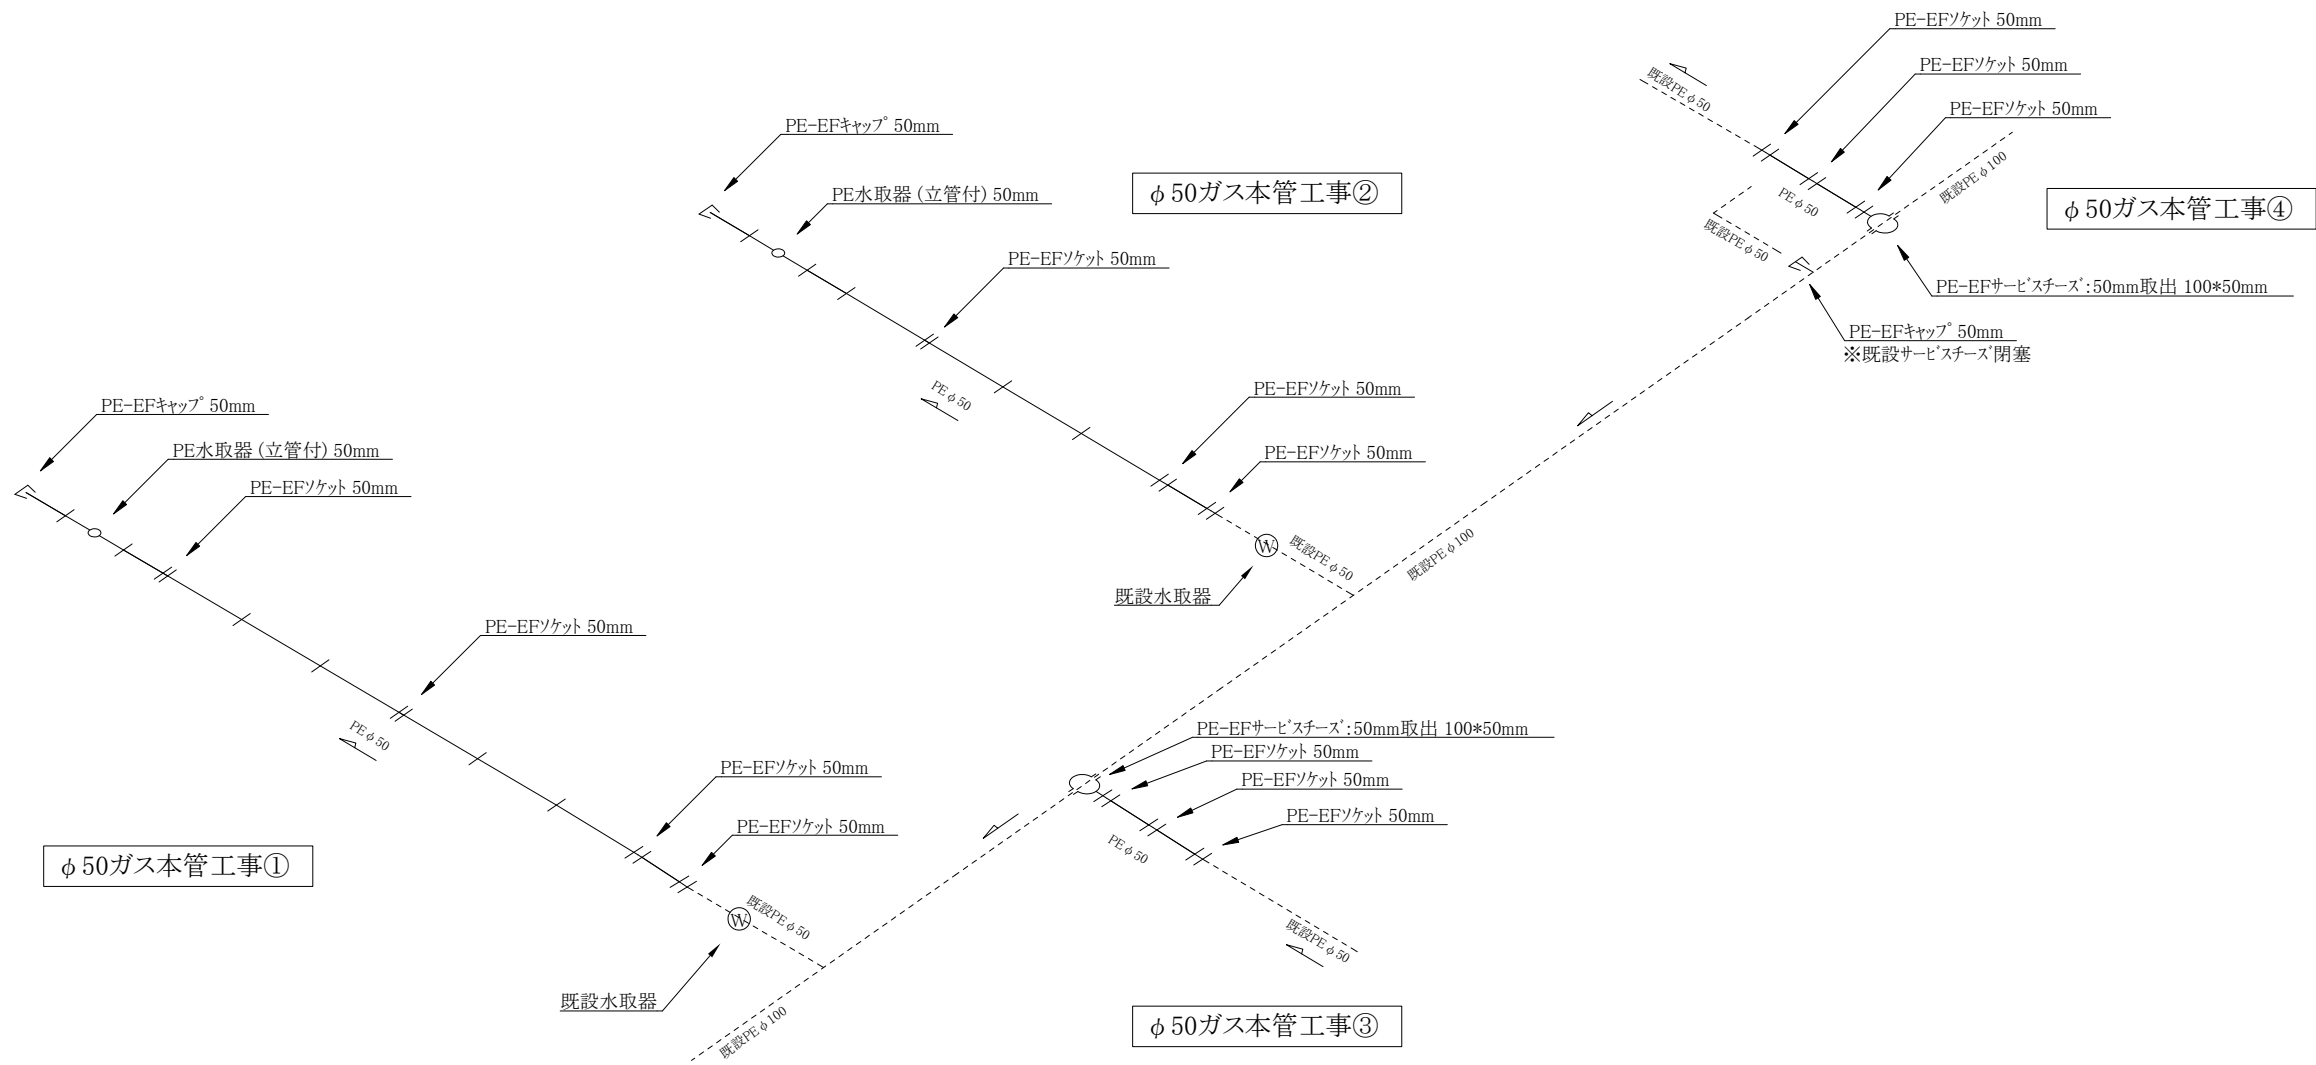 PE-EFソケット 50mm
PE-EFソケット 50mm
既設PEφ50
PE-EFソケット 50mm
PE-EFキャップ 50mm
既設PEφ100
φ50ガス本管工事②
PE水取器(立管付) 50mm
PEφ50
φ50ガス本管工事④
既設PEφ50
PE-EFソケット 50mm
PE-EFサービスチーズ:50mm取出 100*50mm
PE-EFキャップ 50mm
※既設サービスチーズ閉塞
PEφ50
PE-EFソケット 50mm
PE-EFキャップ 50mm
PE水取器(立管付) 50mm
PE-EFソケット 50mm
PE-EFソケット 50mm
既設PEφ50
既設PEφ100
既設水取器
PE-EFソケット 50mm
PEφ50
PE-EFサービスチーズ:50mm取出 100*50mm
PE-EFソケット 50mm
PE-EFソケット 50mm
PE-EFソケット 50mm
PE-EFソケット 50mm
PE-EFソケット 50mm
PEφ50
φ50ガス本管工事①
既設PEφ50
既設PEφ50
既設水取器
既設PEφ100
φ50ガス本管工事③